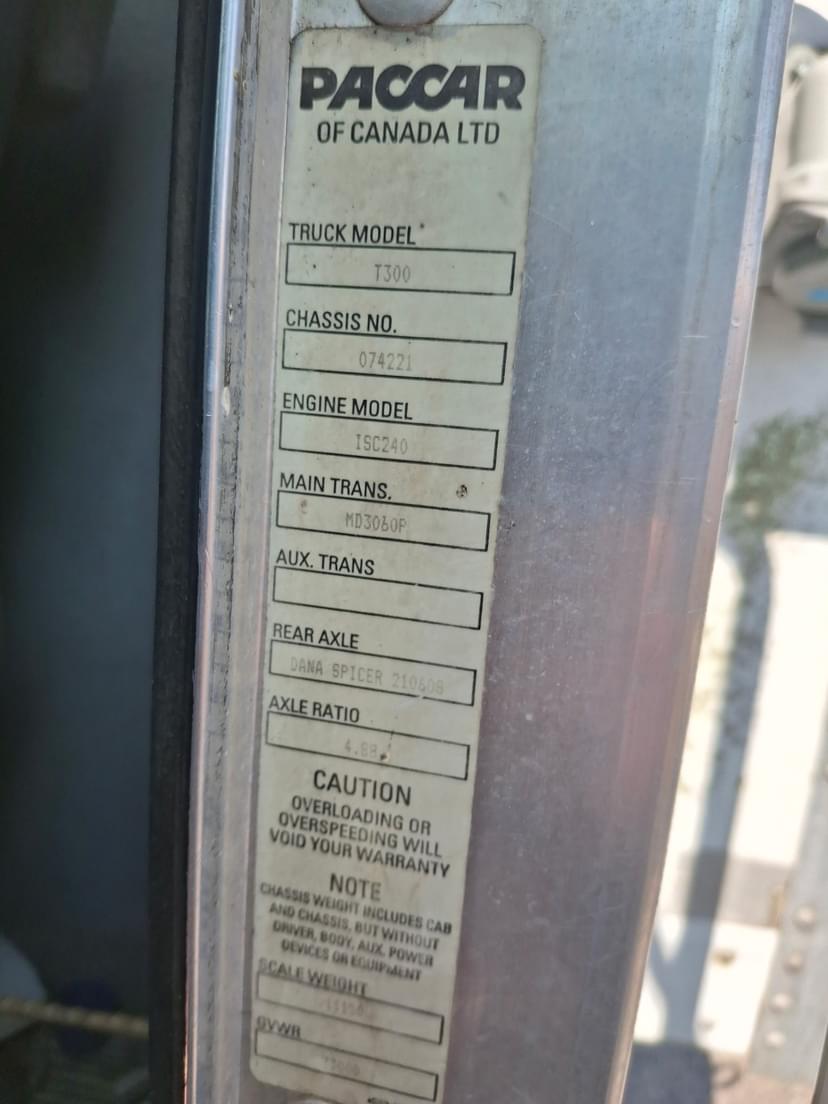 PACCAR
OF CANADA LTD
TRUCK MODEL
T300
CHASSIS NO.
074221
ENGINE MODEL
ISC240
MAIN TRANS.
MD3060P
AUX. TRANS
REAR AXLE
DANA SPICER 21060S
AXLE RATIO
4.88
CAUTION
OVERLOADING OR
OVERSPEEDING WILL
VOID YOUR WARRANTY
NOTE
CHASSIS WEIGHT INCLUDES CAB
AND CHASSIS, BUT WITHOUT
DRIVER, BODY, AUX. POWER
DEVICES OR EQUIPMENT
SCALE WEIGHT
GVWR